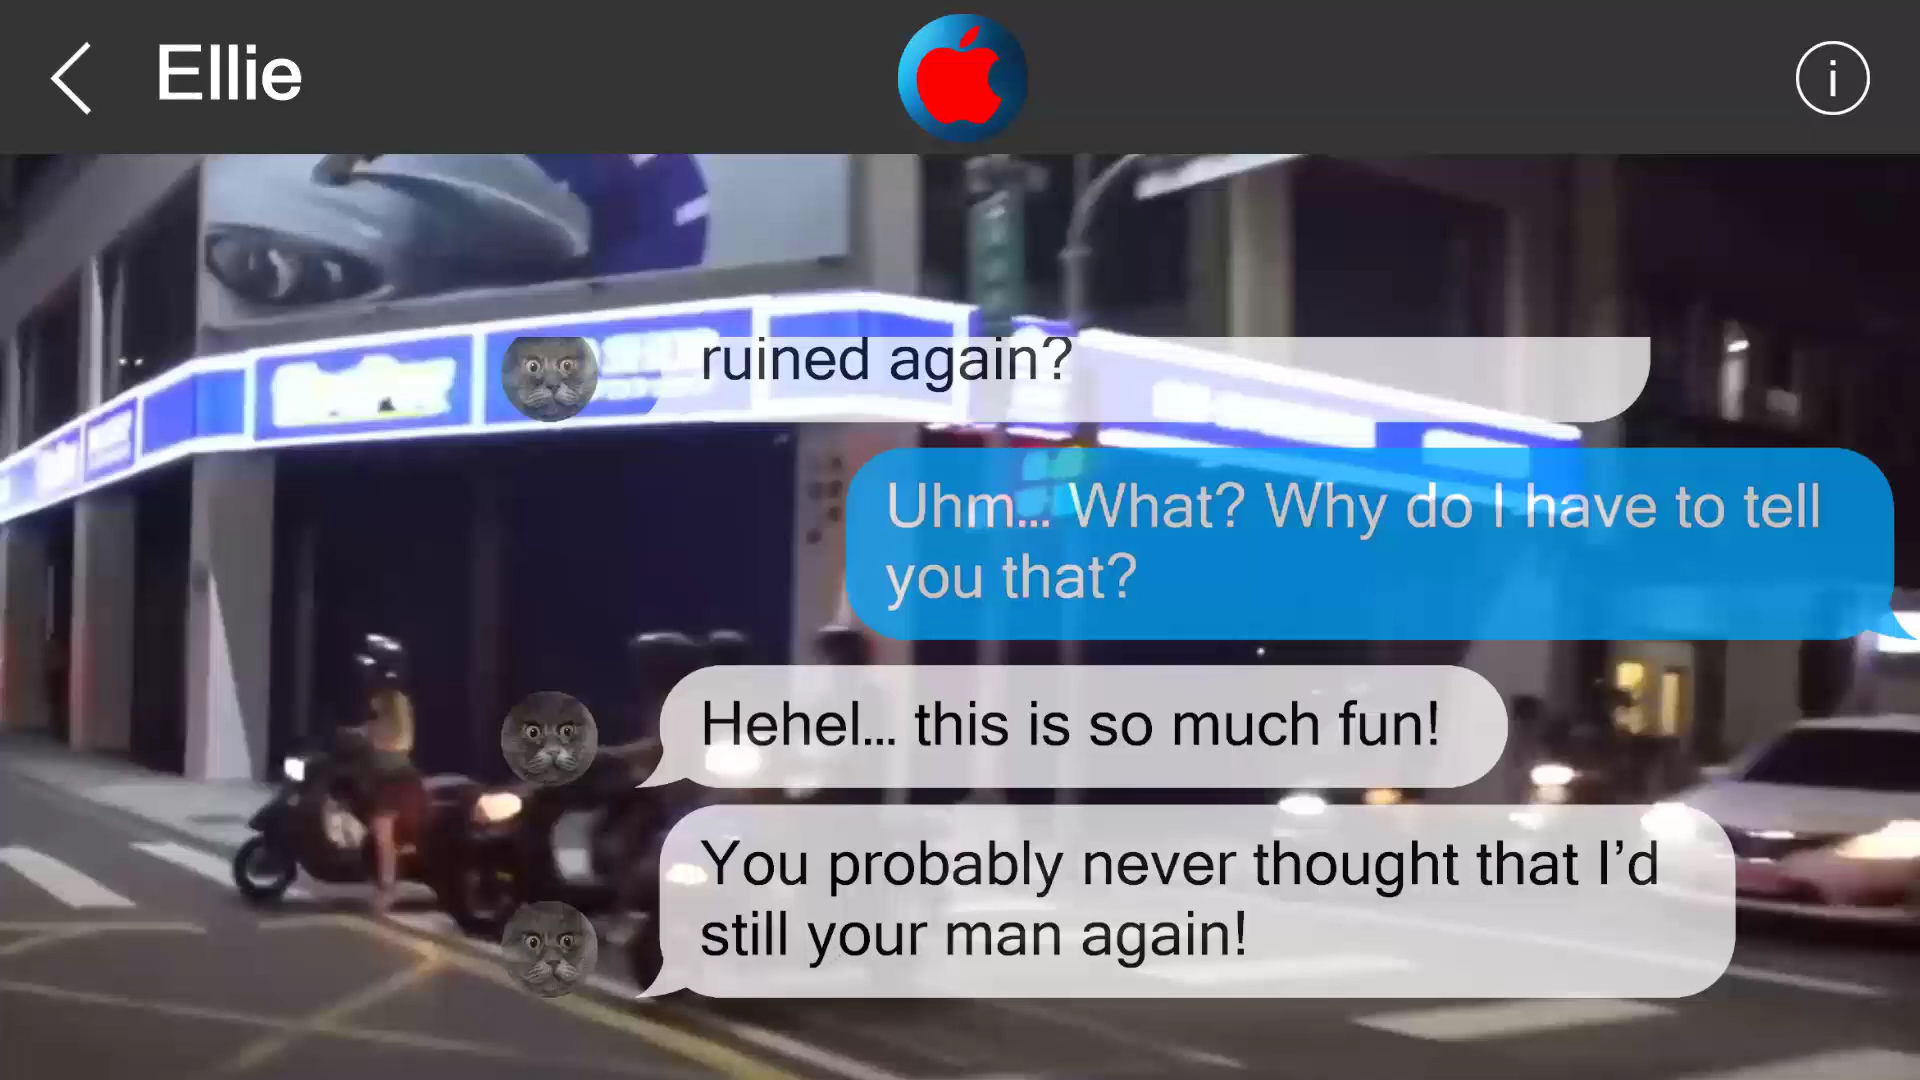 Ellie
ruined again?
Uhm... What? Why do I have to tell
you that?
Hehel... this is so much fun!
You probably never thought that I’d
still your man again!